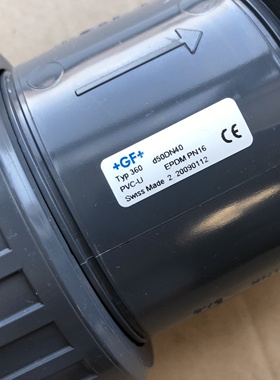 +GF+
Typ 360 d50DN40
PVC-U EPDM PN16
Swiss Made 2 20090112
CE